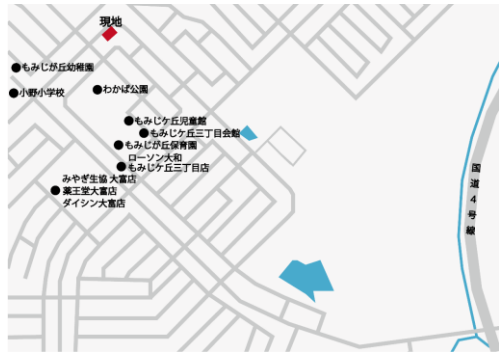 現地
もみじが丘幼稚園
わかば公園
小野小学校
もみじケ丘児童館
もみじケ丘三丁目会館
もみじが丘保育園
ローソン大和
もみじケ丘三丁目店
みやぎ生協 大富店
薬王堂大富店
ダイシン大富店
国道4号線